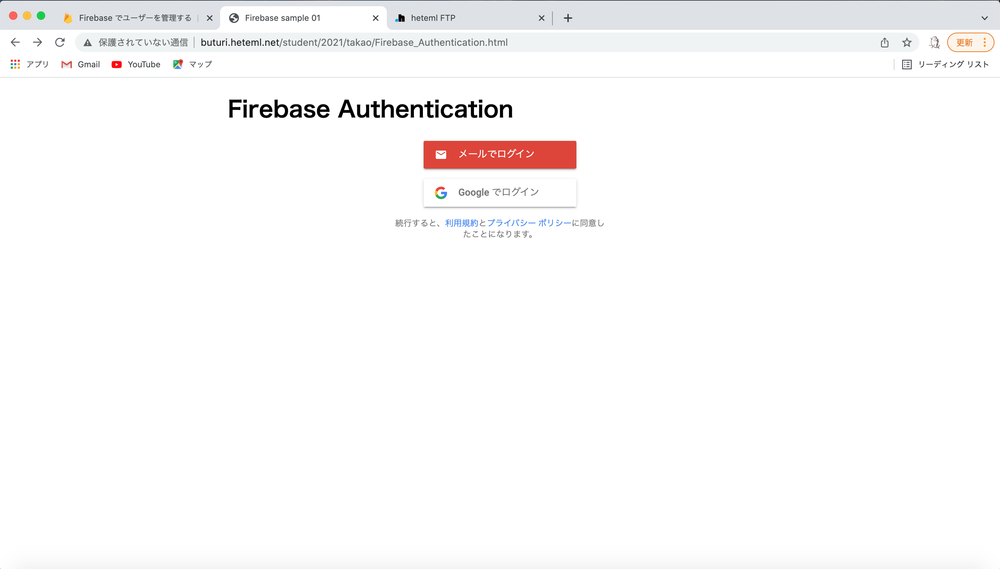 Firebase でユーザーを管理する
Firebase sample 01
heteml FTP
保護されていない通信
buturi.heteml.net/student/2021/takao/Firebase_Authentication.html
更新
アプリ
Gmail
YouTube
マップ
リーディング リスト
Firebase Authentication
メールでログイン
Google でログイン
続行すると、利用規約とプライバシー ポリシーに同意し
たことになります。